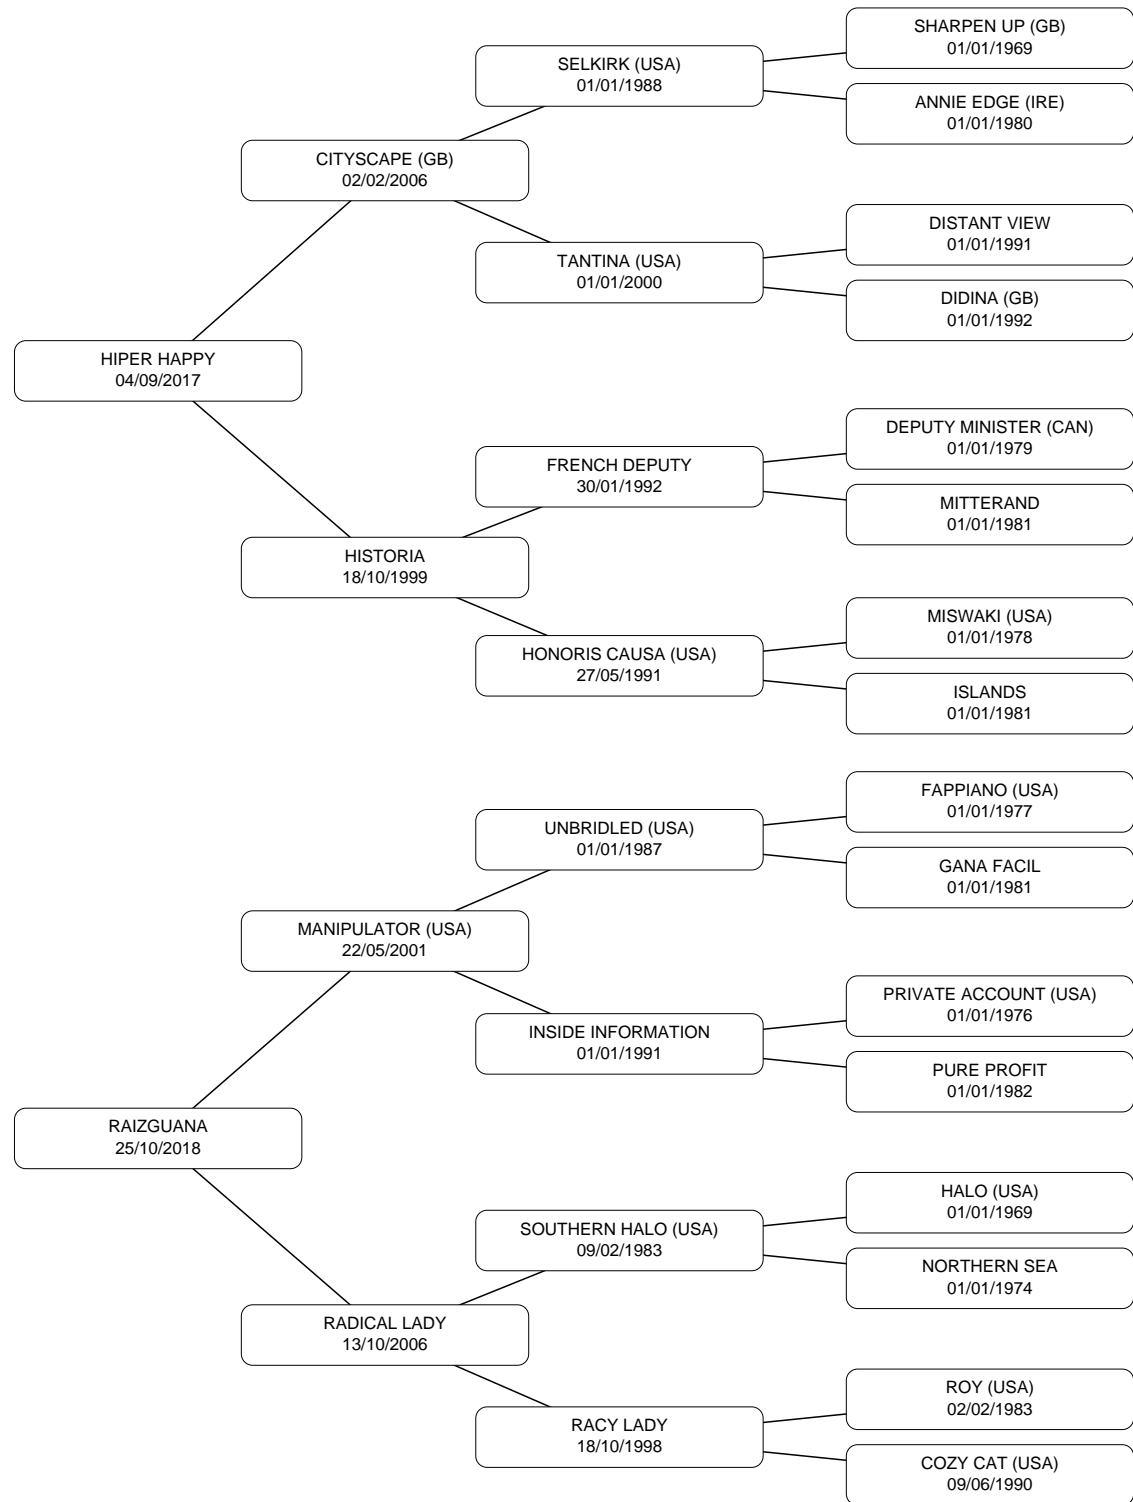 SHARPEN UP (GB)
01/01/1969
SELKIRK (USA)
01/01/1988
ANNIE EDGE (IRE)
01/01/1980
CITYSCAPE (GB)
02/02/2006
DISTANT VIEW
01/01/1991
TANTINA (USA)
01/01/2000
DIDINA (GB)
01/01/1992
HIPER HAPPY
04/09/2017
DEPUTY MINISTER (CAN)
01/01/1979
FRENCH DEPUTY
30/01/1992
MITTERAND
01/01/1981
HISTORIA
18/10/1999
MISWAKI (USA)
01/01/1978
HONORIS CAUSA (USA)
27/05/1991
ISLANDS
01/01/1981
FAPPIANO (USA)
01/01/1977
UNBRIDLED (USA)
01/01/1987
GANA FACIL
01/01/1981
MANIPULATOR (USA)
22/05/2001
PRIVATE ACCOUNT (USA)
01/01/1976
INSIDE INFORMATION
01/01/1991
PURE PROFIT
01/01/1982
RAIZGUANA
25/10/2018
HALO (USA)
01/01/1969
SOUTHERN HALO (USA)
09/02/1983
NORTHERN SEA
01/01/1974
RADICAL LADY
13/10/2006
ROY (USA)
02/02/1983
RACY LADY
18/10/1998
COZY CAT (USA)
09/06/1990